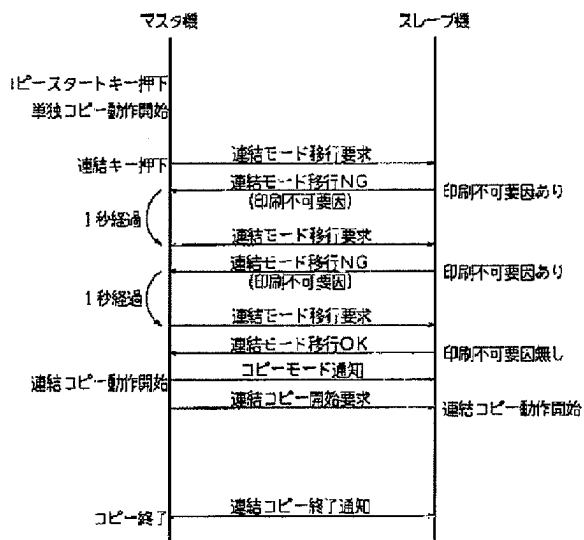 マスタ機 スレーブ機
ピースタートキー押下
単独コピー動作開始
連結キー押下 連結モード移行要求
連結モード移行NG 印刷不可要因あり
(印刷不可要因)
1秒経過
連結モード移行要求
連結モード移行NG 印刷不可要因あり
(印刷不可要因)
1秒経過
連結モード移行要求
連結モード移行OK 印刷不可要因無し
コピーモード通知
連結コピー動作開始
連結コピー開始要求 連結コピー動作開始
連結コピー終了通知
コピー終了